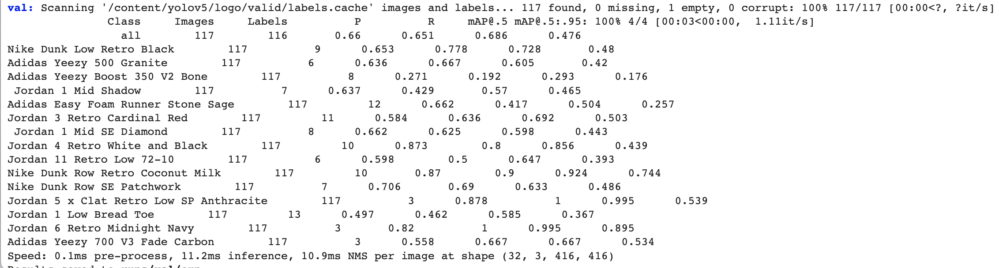 val: Scanning '/content/yolov5/logo/valid/labels.cache' images and labels... 117 found, 0 missing, 1 empty, 0 corrupt: 100% 117/117 [00:00<?, ?it/s]
Class Images Labels P R mAP@.5 mAP@.5:.95: 100% 4/4 [00:03<00:00, 1.11it/s]
all 117 116 0.66 0.651 0.686 0.476
Nike Dunk Low Retro Black 117 9 0.653 0.778 0.728 0.48
Adidas Yeezy 500 Granite 117 6 0.636 0.667 0.605 0.42
Adidas Yeezy Boost 350 V2 Bone 117 8 0.271 0.192 0.293 0.176
Jordan 1 Mid Shadow 117 7 0.637 0.429 0.57 0.465
Adidas Easy Foam Runner Stone Sage 117 12 0.662 0.417 0.504 0.257
Jordan 3 Retro Cardinal Red 117 11 0.584 0.636 0.692 0.503
Jordan 1 Mid SE Diamond 117 8 0.662 0.625 0.598 0.443
Jordan 4 Retro White and Black 117 10 0.873 0.8 0.856 0.439
Jordan 11 Retro Low 72-10 117 6 0.598 0.5 0.647 0.393
Nike Dunk Row Retro Coconut Milk 117 10 0.87 0.9 0.924 0.744
Nike Dunk Row SE Patchwork 117 7 0.706 0.69 0.633 0.486
Jordan 5 x Clat Retro Low SP Anthracite 117 3 0.878 1 0.995 0.539
Jordan 1 Low Bread Toe 117 13 0.497 0.462 0.585 0.367
Jordan 6 Retro Midnight Navy 117 3 0.82 1 0.995 0.895
Adidas Yeezy 700 V3 Fade Carbon 117 3 0.558 0.667 0.667 0.534
Speed: 0.1ms pre-process, 11.2ms inference, 10.9ms NMS per image at shape (32, 3, 416, 416)